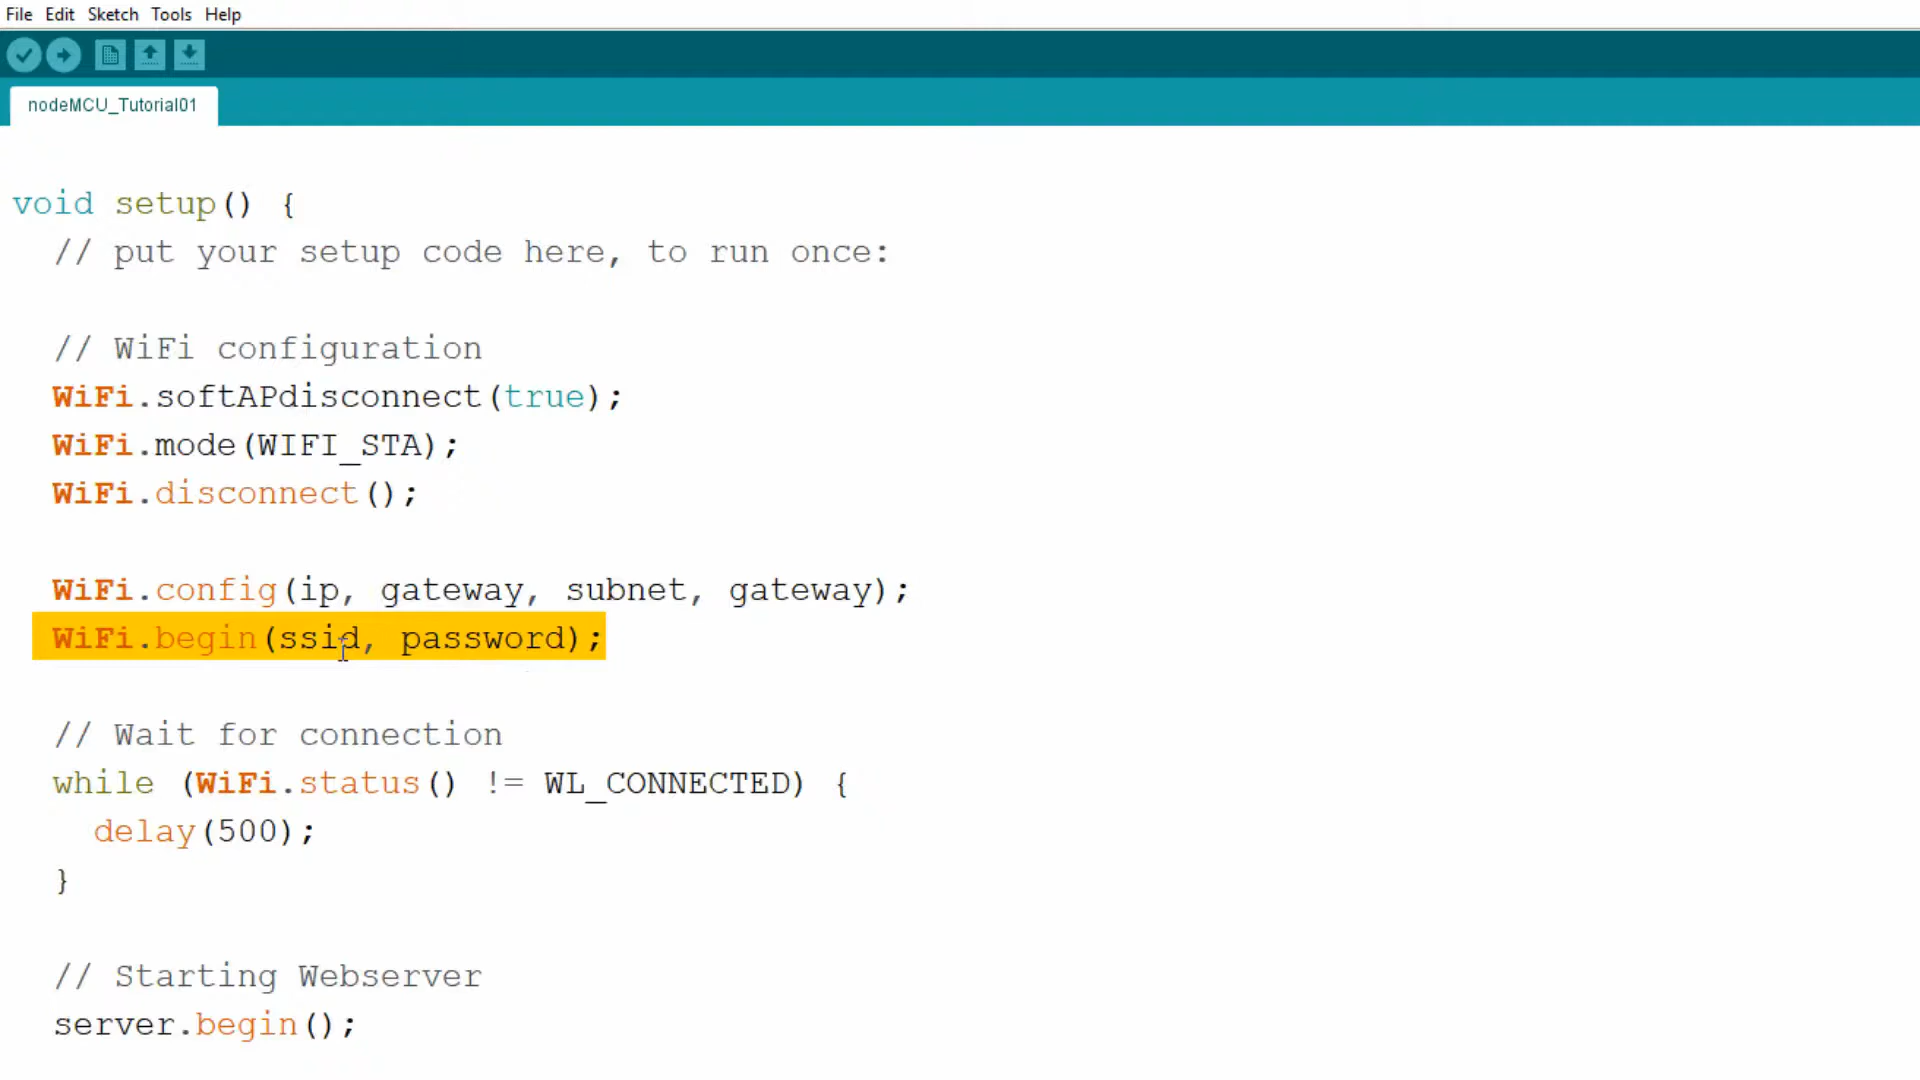 File Edit Sketch Tools Help
nodeMCU_Tutorial01
void setup() {
// put your setup code here, to run once:
// WiFi configuration
WiFi.softAPdisconnect(true);
WiFi.mode(WIFI_STA);
WiFi.disconnect();
WiFi.config(ip, gateway, subnet, gateway);
WiFi.begin(ssid, password);
// Wait for connection
while (WiFi.status() != WL_CONNECTED) {
delay(500);
}
// Starting Webserver
server.begin();